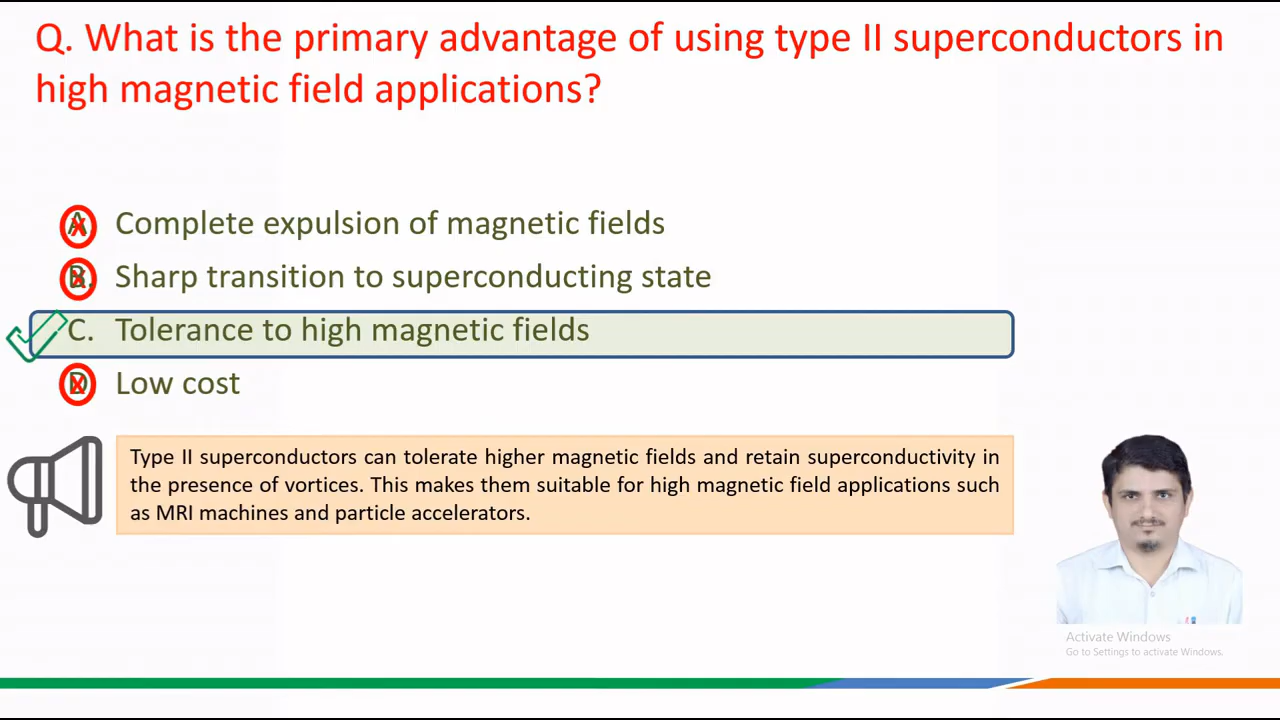 Q. What is the primary advantage of using type II superconductors in
high magnetic field applications?
A. Complete expulsion of magnetic fields
B. Sharp transition to superconducting state
C. Tolerance to high magnetic fields
D Low cost
Type II superconductors can tolerate higher magnetic fields and retain superconductivity in
the presence of vortices. This makes them suitable for high magnetic field applications such
as MRI machines and particle accelerators.
Activate Windows
Go to Settings to activate Windows.